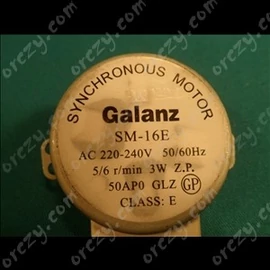 SYNCHRONOUS MOTOR
Galanz
SM-16E
AC 220-240V 50/60Hz
5/6 r/min 3W Z.P.
50AP0 GLZ GP
CLASS: E
orczy.com